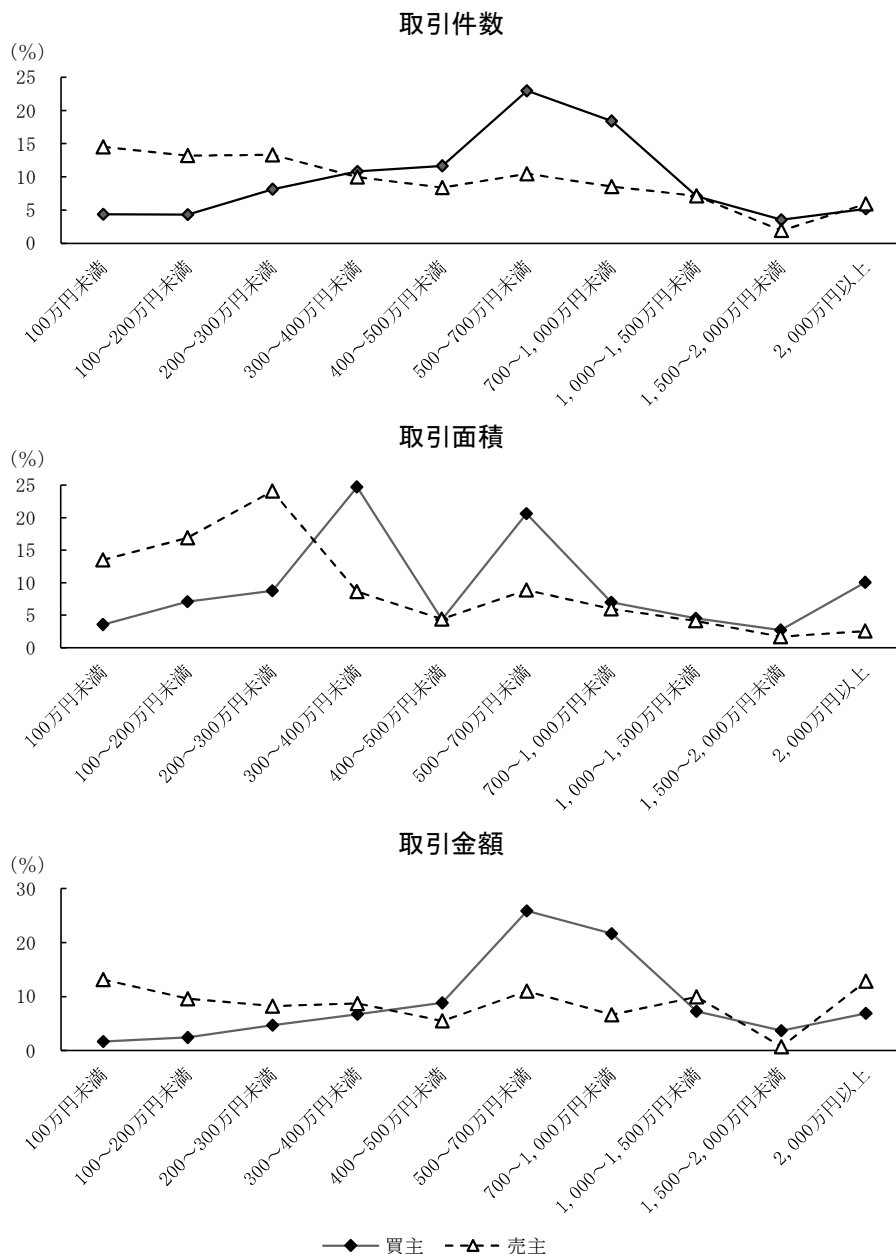 取引件数
(%)
25
20
15
10
5
0
100万円未満
100～200万円未満
200～300万円未満
300～400万円未満
400～500万円未満
500～700万円未満
700～1,000万円未満
1,000～1,500万円未満
1,500～2,000万円未満
2,000万円以上
取引面積
(%)
25
20
15
10
5
0
100万円未満
100～200万円未満
200～300万円未満
300～400万円未満
400～500万円未満
500～700万円未満
700～1,000万円未満
1,000～1,500万円未満
1,500～2,000万円未満
2,000万円以上
取引金額
(%)
30
20
10
0
100万円未満
100～200万円未満
200～300万円未満
300～400万円未満
400～500万円未満
500～700万円未満
700～1,000万円未満
1,000～1,500万円未満
1,500～2,000万円未満
2,000万円以上
買主 売主